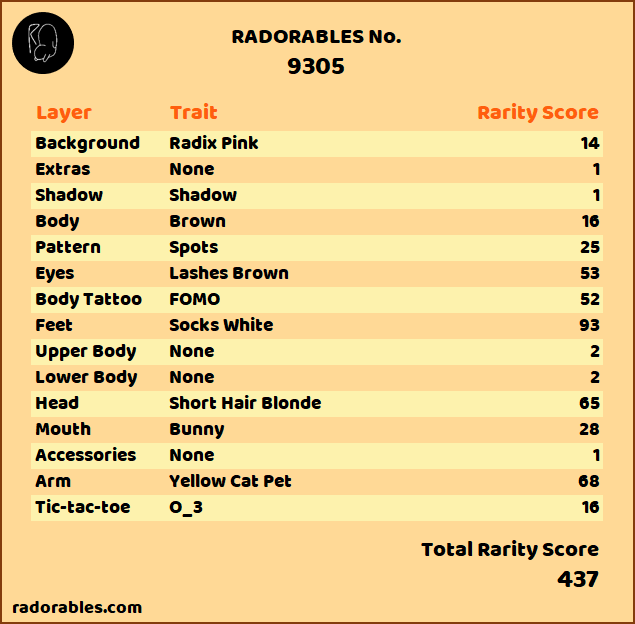 RADORABLES No.
9305
Layer Trait Rarity Score
Background Radix Pink 14
Extras None 1
Shadow Shadow 1
Body Brown 16
Pattern Spots 25
Eyes Lashes Brown 53
Body Tattoo FOMO 52
Feet Socks White 93
Upper Body None 2
Lower Body None 2
Head Short Hair Blonde 65
Mouth Bunny 28
Accessories None 1
Arm Yellow Cat Pet 68
Tic-tac-toe O_3 16
Total Rarity Score
437
radorables.com